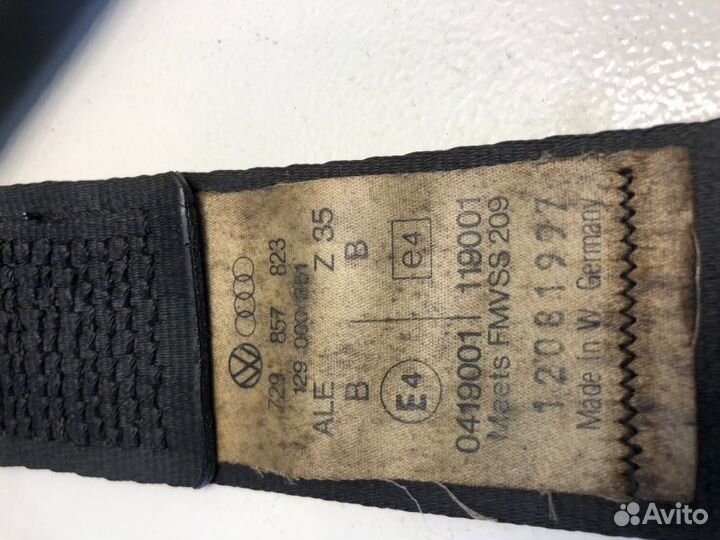 729 857 823
129 000
ALE Z 35
B B
E4 e4
0419001 119001
Meets FMVSS 209
12081997
Made in W. Germany
Avito